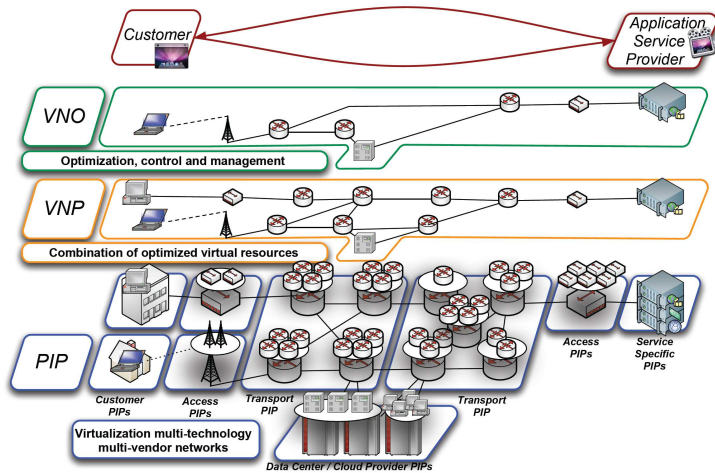 Customer
Application
Service
Provider
VNO
Optimization, control and management
VNP
Combination of optimized virtual resources
PIP
Access
PIPs
Service
Specific
PIPs
Customer
PIPs
Access
PIPs
Transport
PIP
Transport
PIP
Virtualization multi-technology
multi-vendor networks
Data Center / Cloud Provider PIPs